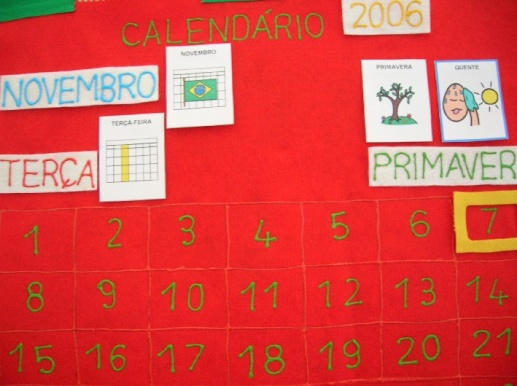 CALENDÁRIO
2006
NOVEMBRO
NOVEMBRO
PRIMAVERA
QUENTE
TERÇA
TERÇA-FEIRA
PRIMAVER
1 2 3 4 5 6 7
8 9 10 11 12 13 14
15 16 17 18 19 20 21